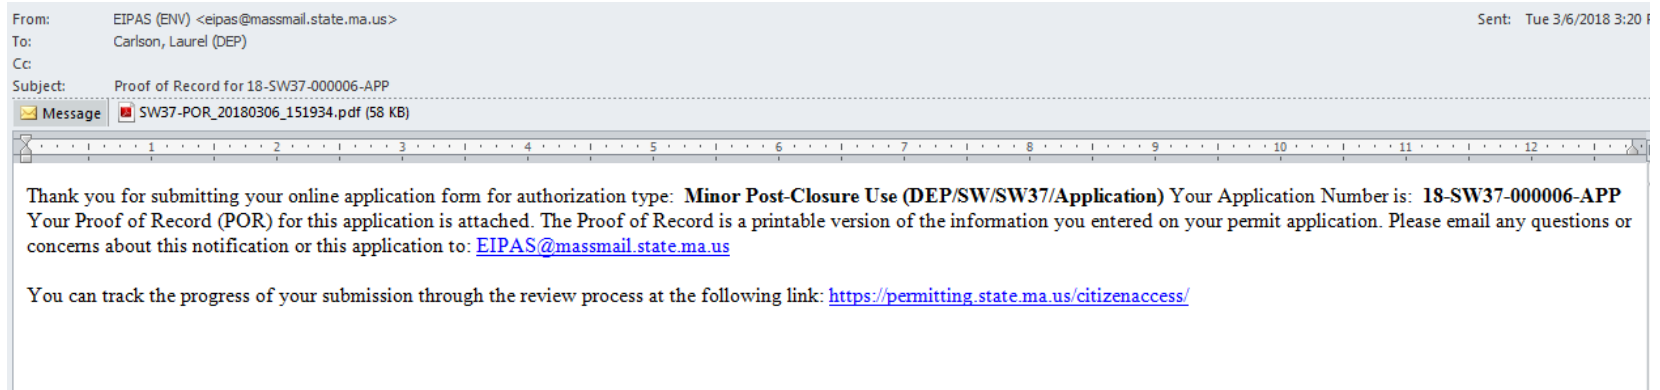 From: EIPAS (ENV) <eipas@massmail.state.ma.us> Sent: Tue 3/6/2018 3:20
To: Carlson, Laurel (DEP)
Cc:
Subject: Proof of Record for 18-SW37-000006-APP
Message SW37-POR_20180306_151934.pdf (58 KB)
1 2 3 4 5 6 7 8 9 10 11 12
Thank you for submitting your online application form for authorization type: Minor Post-Closure Use (DEP/SW/SW37/Application) Your Application Number is: 18-SW37-000006-APP
Your Proof of Record (POR) for this application is attached. The Proof of Record is a printable version of the information you entered on your permit application. Please email any questions or
concerns about this notification or this application to: EIPAS@massmail.state.ma.us
You can track the progress of your submission through the review process at the following link: https://permitting.state.ma.us/citizenaccess/